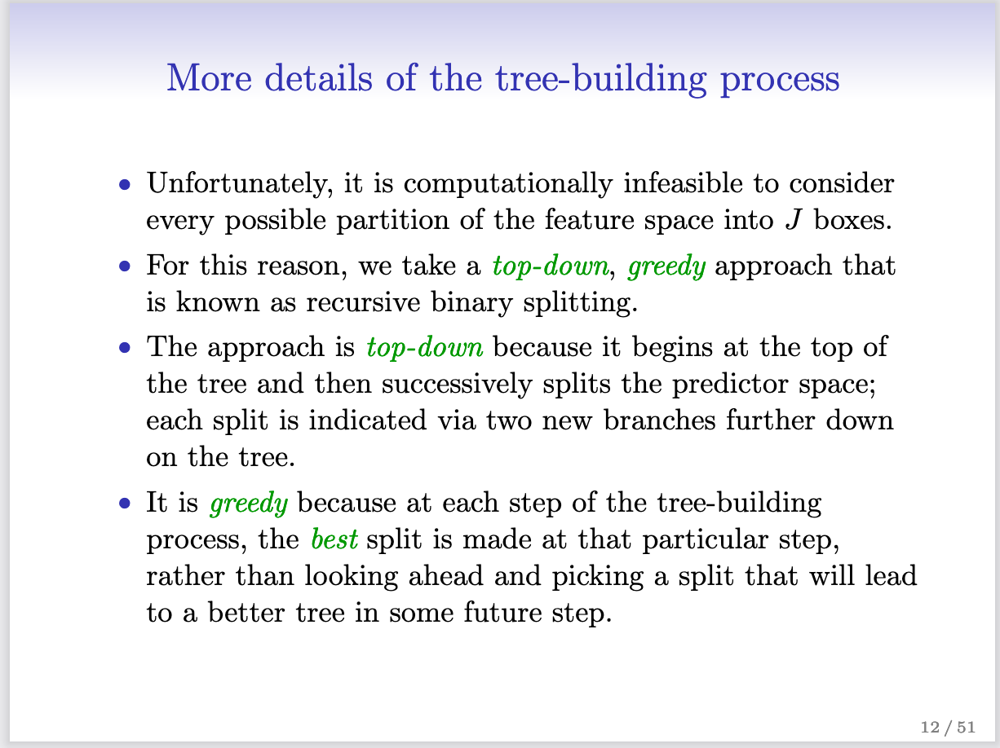 More details of the tree-building process
• Unfortunately, it is computationally infeasible to consider
every possible partition of the feature space into J boxes.
• For this reason, we take a top-down, greedy approach that
is known as recursive binary splitting.
• The approach is top-down because it begins at the top of
the tree and then successively splits the predictor space;
each split is indicated via two new branches further down
on the tree.
• It is greedy because at each step of the tree-building
process, the best split is made at that particular step,
rather than looking ahead and picking a split that will lead
to a better tree in some future step.
12 / 51